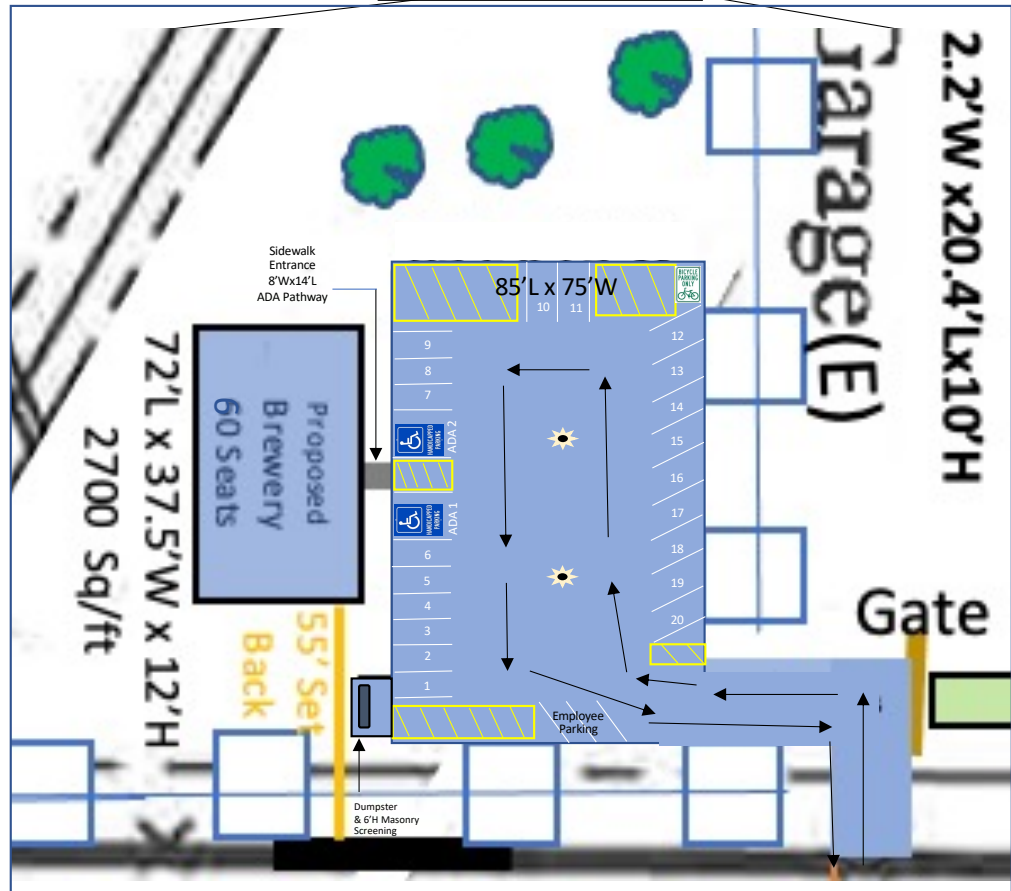 Garage(E)
2.2'W x20.4'Lx10'H
Sidewalk
Entrance
8'Wx14'L
ADA Pathway
85'L x 75'W
BICYCLE
PARKING
ONLY
10
11
9
8
7
HANDICAPPED
PARKING
ADA 2
HANDICAPPED
PARKING
ADA 1
6
5
4
3
2
1
12
13
14
15
16
17
18
19
20
Proposed
Brewery
60 Seats
72'L x 37.5'W x 12'H
2700 Sq/ft
55' Set
Back
Gate
Employee
Parking
Dumpster
& 6'H Masonry
Screening